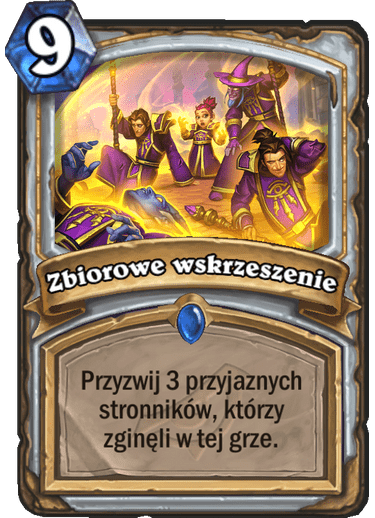 9
Zbiorowe wskrzeszenie
Przyzwij 3 przyjaznych
stronników, którzy
zginęli w tej grze.